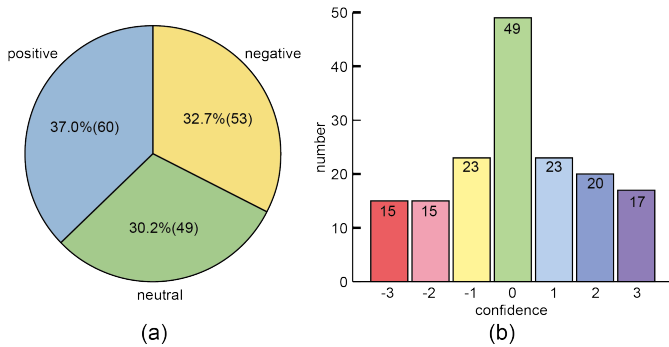 positive
negative
37.0%(60)
32.7%(53)
30.2%(49)
neutral
(a)
number
50
40
30
20
10
0
15
15
23
49
23
20
17
-3 -2 -1 0 1 2 3
confidence
(b)